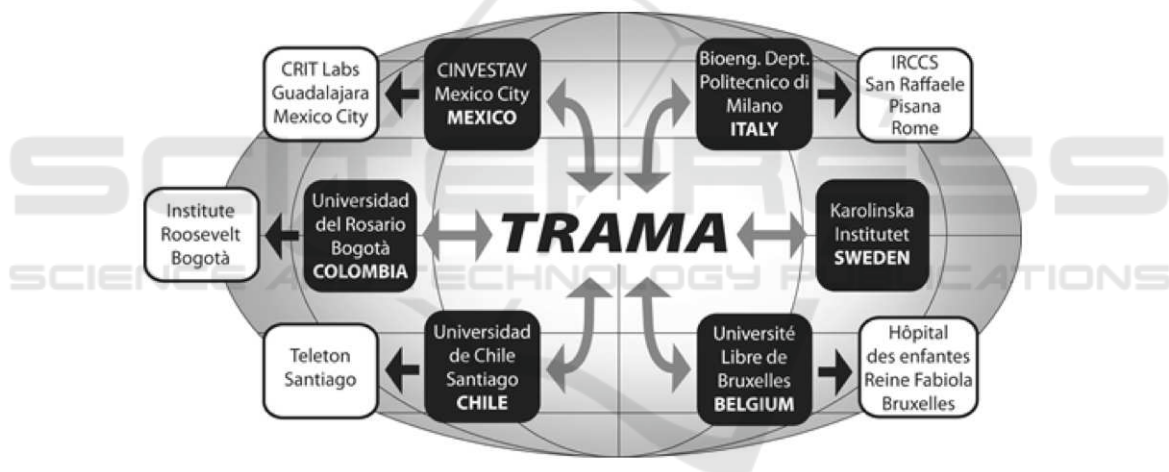 CRIT Labs
Guadalajara
Mexico City
CINVESTAV
Mexico City
MEXICO
Bioeng. Dept.
Politecnico di
Milano
ITALY
IRCCS
San Raffaele
Pisana
Rome
SCITEPRESS
Institute
Roosevelt
Bogotà
Universidad
del Rosario
Bogotà
COLOMBIA
TRAMA
Karolinska
Institutet
SWEDEN
SCIENCE AND TECHNOLOGY PUBLICATIONS
Teleton
Santiago
Universidad
de Chile
Santiago
CHILE
Université
Libre de
Bruxelles
BELGIUM
Hôpital
des enfantes
Reine Fabiola
Bruxelles